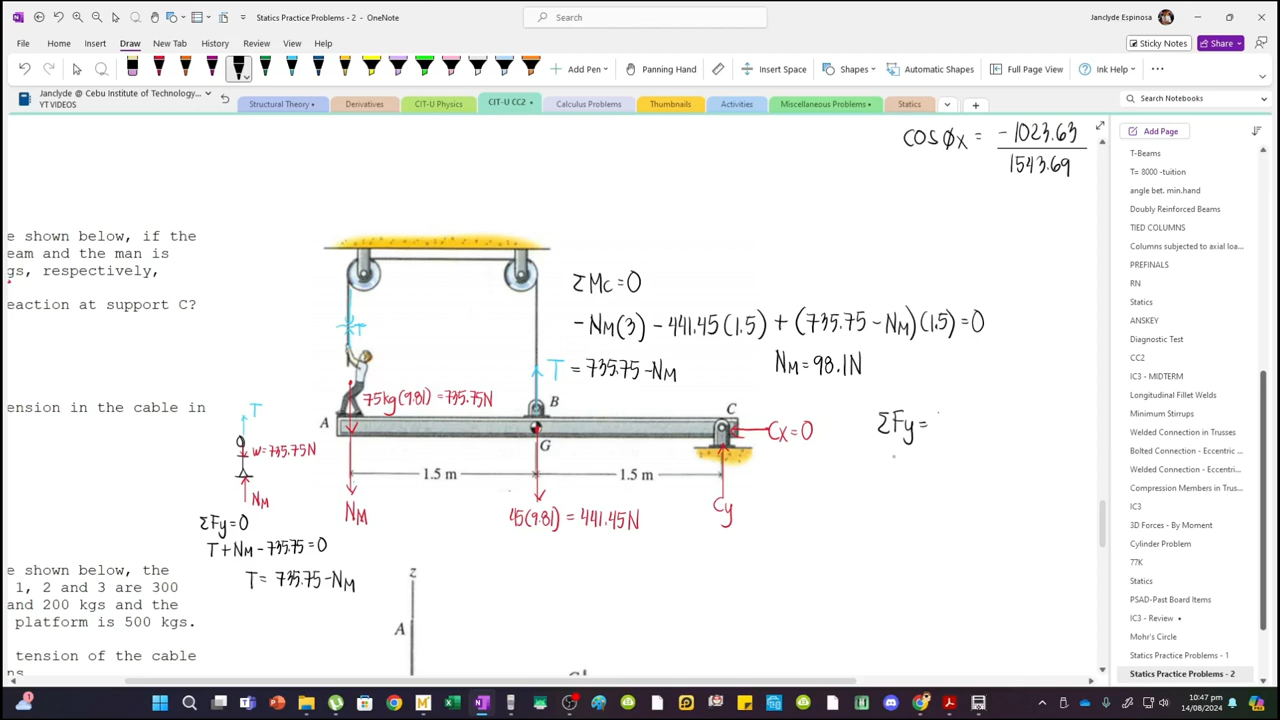 Statics Practice Problems - 2 - OneNote
Search
Janclyde Espinosa
File Home Insert Draw New Tab History Review View Help
Sticky Notes
Share
Add Pen
Panning Hand
Insert Space
Shapes
Automatic Shapes
Full Page View
Ink Help
Janclyde @ Cebu Institute of Technology...
YT VIDEOS
Structural Theory
Derivatives
CIT-U Physics
CIT-U CC2
Calculus Problems
Thumbnails
Activities
Miscellaneous Problems
Statics
Search Notebooks
cos φx = -1023.63
1543.69
e shown below, if the
eam and the man is
gs, respectively,
eaction at support C?
ension in the cable in
e shown below, the
1, 2 and 3 are 300
and 200 kgs and the
platform is 500 kgs.
tension of the cable
ΣMc=0
-NM(3) - 441.45(1.5) + (735.75 - NM)(1.5) = 0
T = 735.75 - NM
NM = 98.1N
T
75kg(9.81) = 735.75N
A
B
C
G
Cx = 0
ΣFy =
1.5 m
1.5 m
NM
45(9.81) = 441.45N
Cy
T
w = 735.75N
NM
ΣFy = 0
T + NM - 735.75 = 0
T = 735.75 - NM
z
A
Add Page
T-Beams
T= 8000 -tuition
angle bet. min.hand
Doubly Reinforced Beams
TIED COLUMNS
Columns subjected to axial loa...
PREFINALS
RN
Statics
ANSKEY
Diagnostic Test
CC2
IC3 - MIDTERM
Longitudinal Fillet Welds
Minimum Stirrups
Welded Connection in Trusses
Bolted Connection - Eccentric ...
Welded Connection - Eccentri...
Compression Members in Trus...
IC3
3D Forces - By Moment
Cylinder Problem
77K
Statics
PSAD-Past Board Items
IC3 - Review
Mohr's Circle
Statics Practice Problems - 1
Statics Practice Problems - 2
10:47 pm
14/08/2024